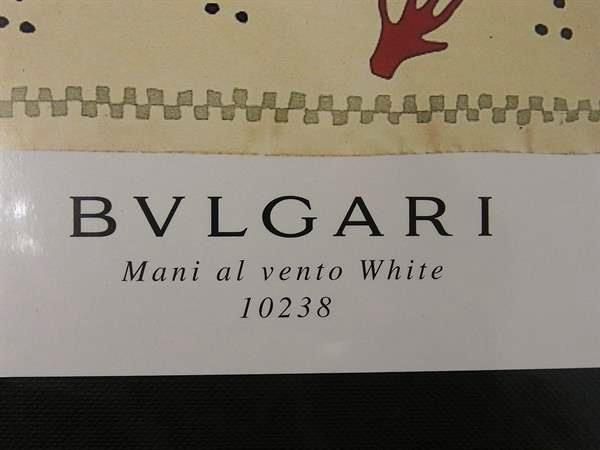 BVLGARI
Mani al vento White
10238